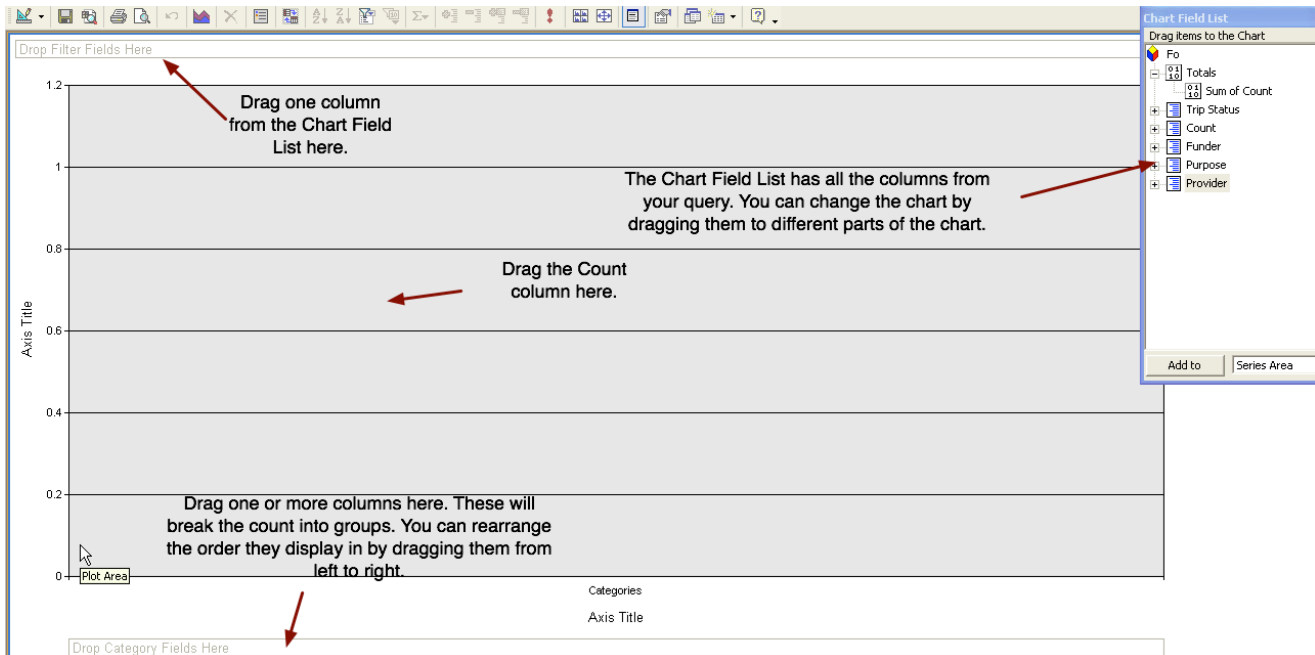 Chart Field List
Drag items to the Chart
Fo
Totals
Sum of Count
Trip Status
Count
Funder
Purpose
Provider
Add to
Series Area
Drop Filter Fields Here
Drag one column
from the Chart Field
List here.
The Chart Field List has all the columns from
your query. You can change the chart by
dragging them to different parts of the chart.
Drag the Count
column here.
Axis Title
1.2
1
0.8
0.6
0.4
0.2
0
Drag one or more columns here. These will
break the count into groups. You can rearrange
the order they display in by dragging them from
left to right.
Plot Area
Categories
Axis Title
Drop Category Fields Here